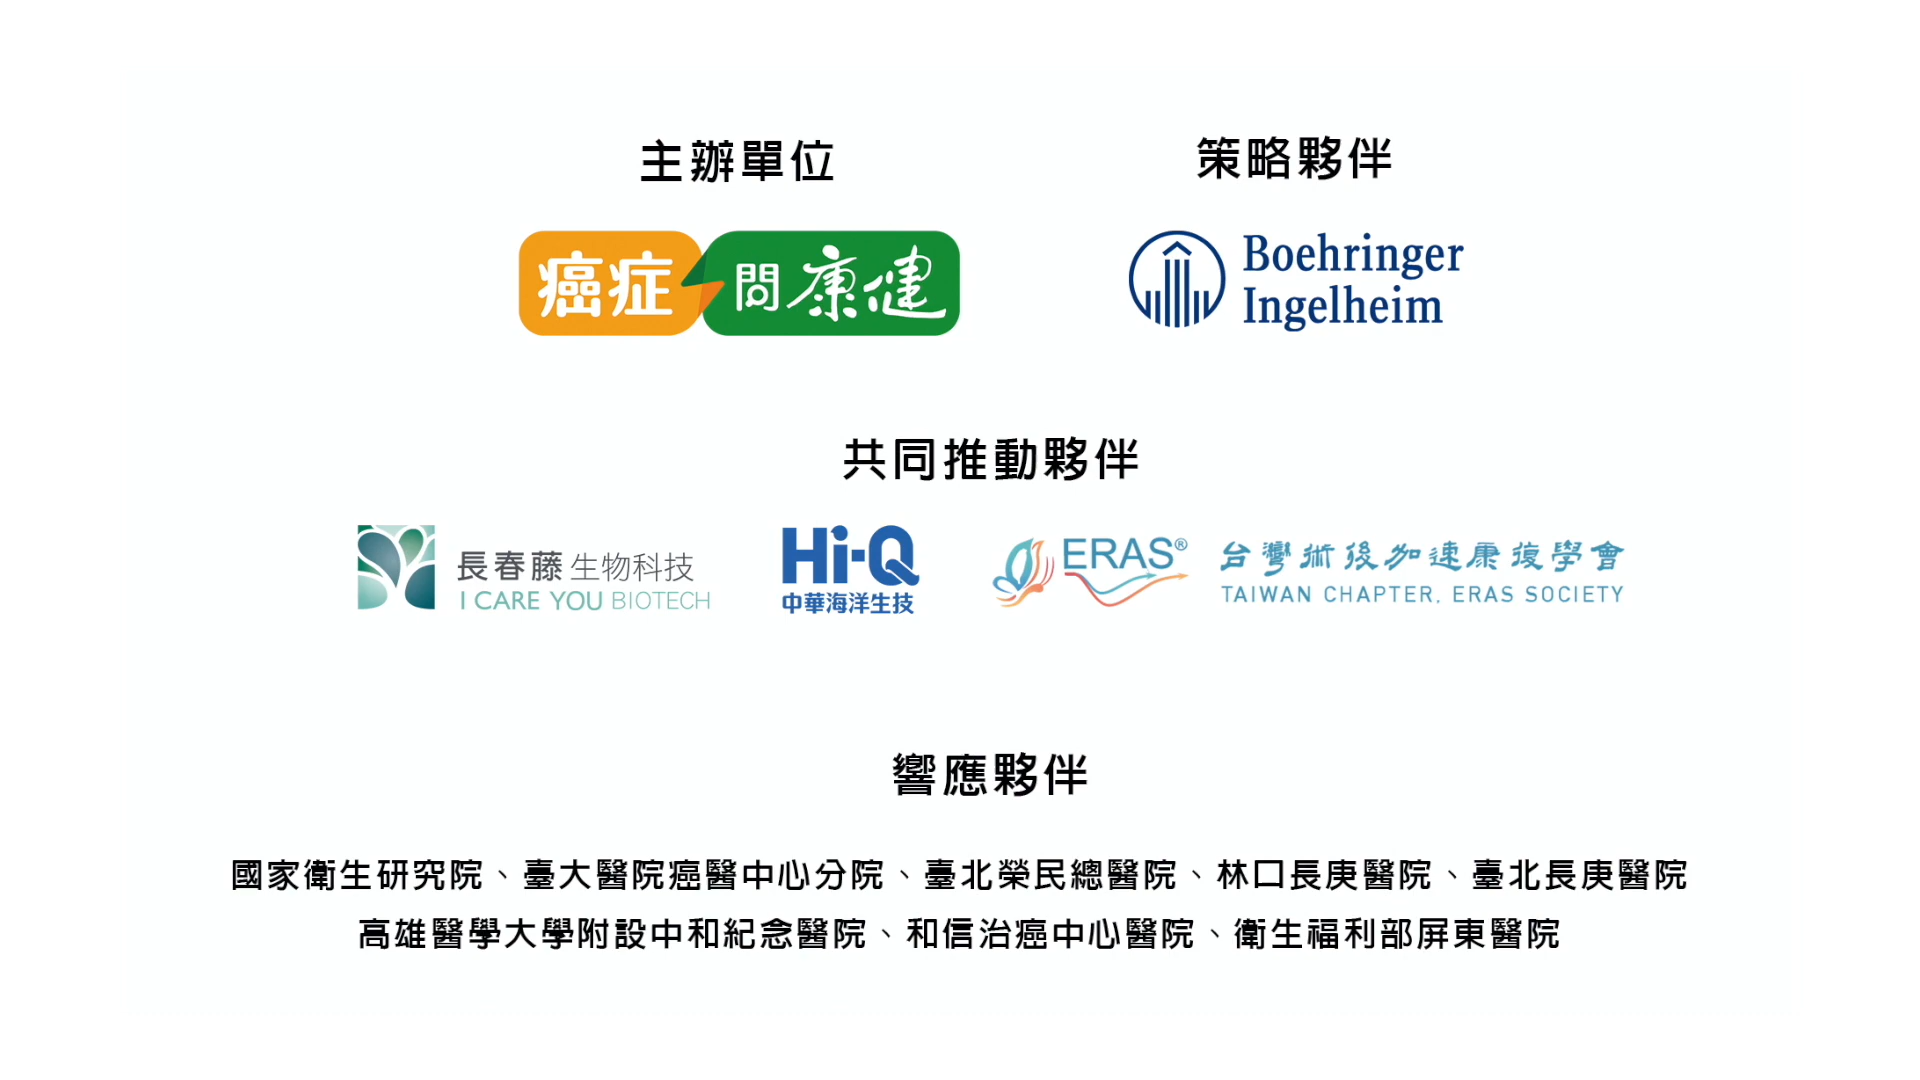 主辦單位
策略夥伴
癌症問康健
Boehringer
Ingelheim
共同推動夥伴
長春藤生物科技
I CARE YOU BIOTECH
Hi-Q
中華海洋生技
ERAS®
台灣術後加速康復學會
TAIWAN CHAPTER, ERAS SOCIETY
響應夥伴
國家衛生研究院、臺大醫院癌醫中心分院、臺北榮民總醫院、林口長庚醫院、臺北長庚醫院
高雄醫學大學附設中和紀念醫院、和信治癌中心醫院、衛生福利部屏東醫院